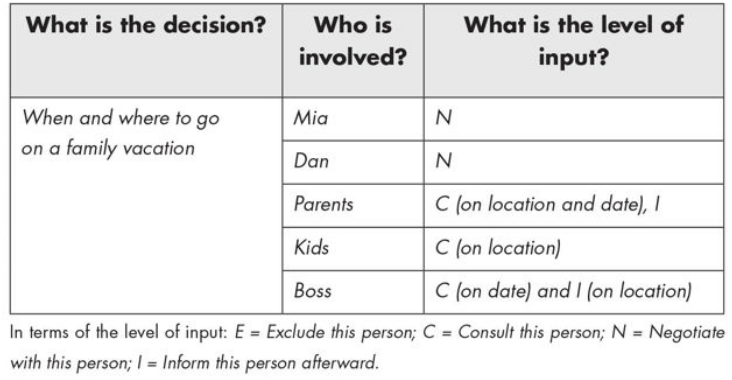 What is the decision? Who is involved? What is the level of input?
When and where to go on a family vacation
Mia N
Dan N
Parents C (on location and date), I
Kids C (on location)
Boss C (on date) and I (on location)
In terms of the level of input: E = Exclude this person; C = Consult this person; N = Negotiate
with this person; I = Inform this person afterward.